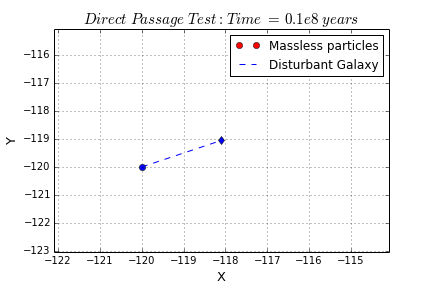 Direct Passage Test : Time = 0.1e8 years
Massless particles
Disturbant Galaxy
Y
−116
−117
−118
−119
−120
−121
−122
−123
−122 −121 −120 −119 −118 −117 −116 −115
X